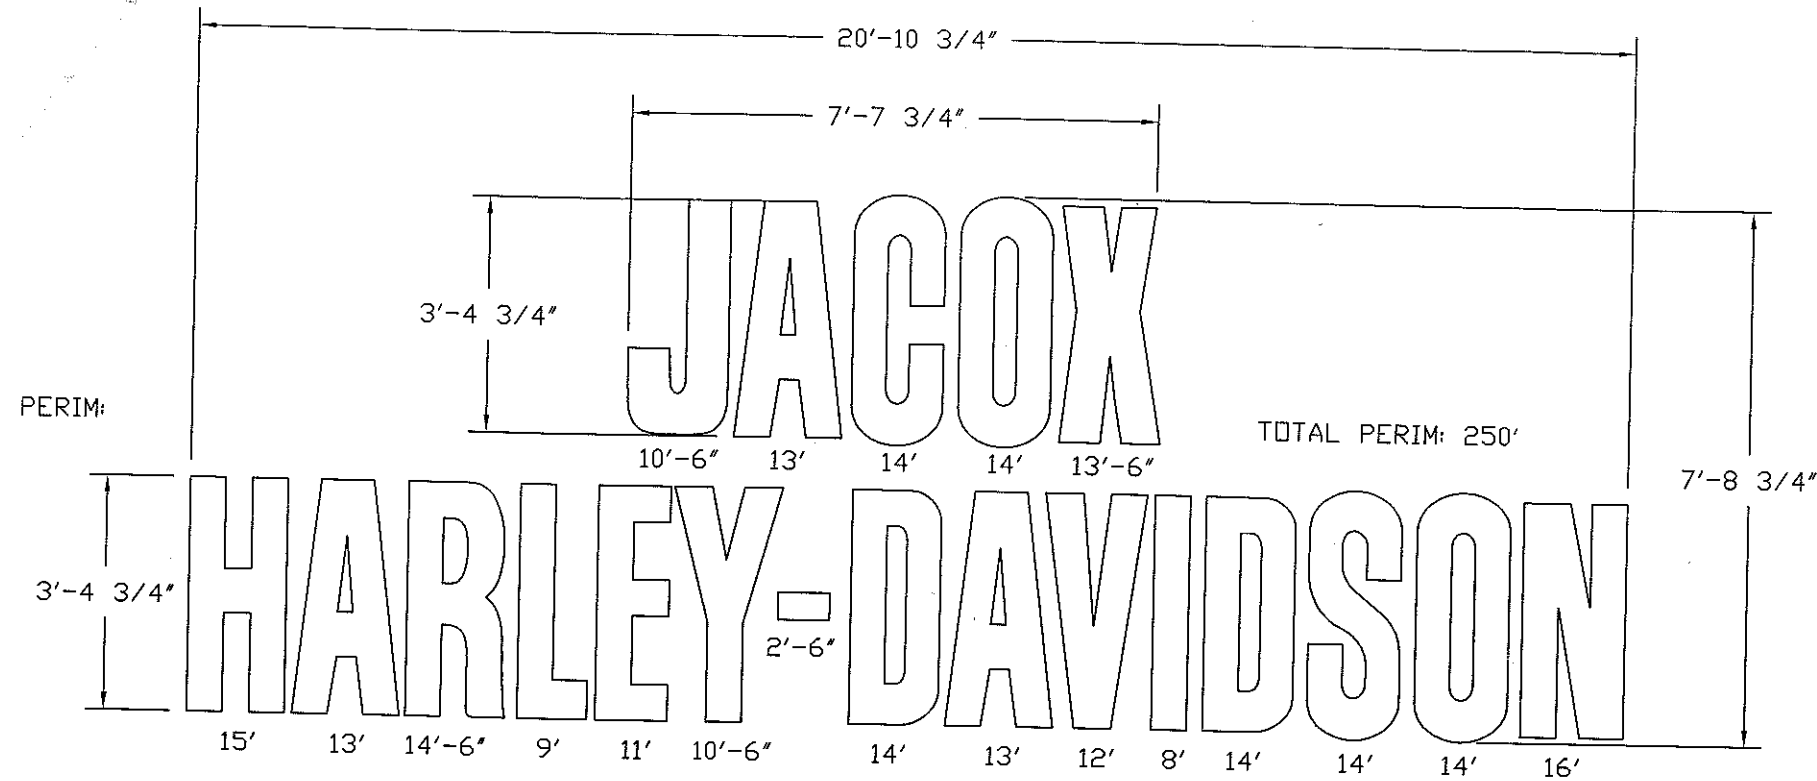 20'-10 3/4"
7'-7 3/4"
JACOX
3'-4 3/4"
PERIM:
TOTAL PERIM: 250'
10'-6" 13' 14' 14' 13'-6"
7'-8 3/4"
HARLEY-DAVIDSON
3'-4 3/4"
2'-6"
15' 13' 14'-6" 9' 11' 10'-6" 14' 13' 12' 8' 14' 14' 14' 16'